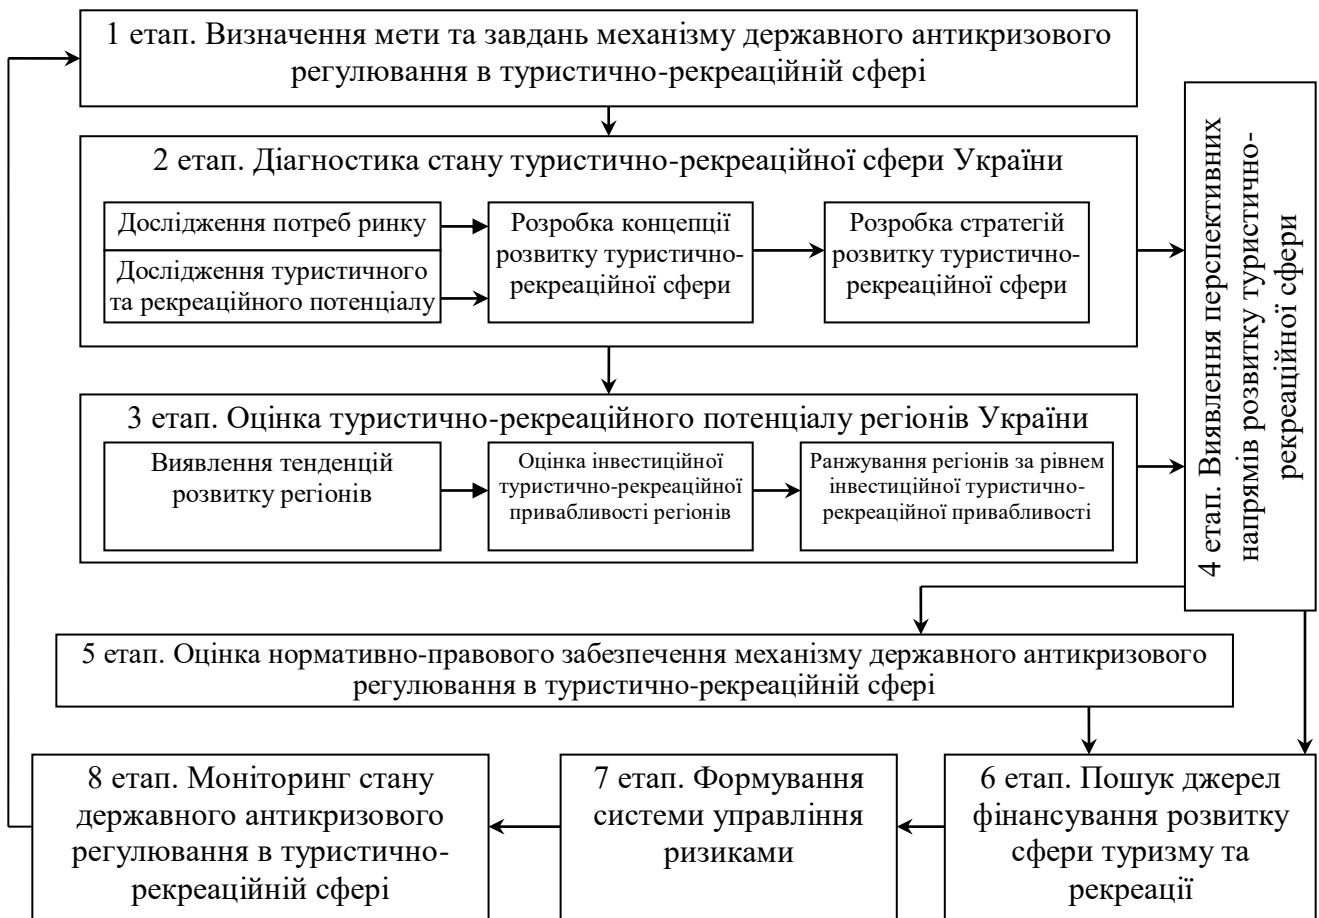 1 етап. Визначення мети та завдань механізму державного антикризового
регулювання в туристично-рекреаційній сфері
2 етап. Діагностика стану туристично-рекреаційної сфери України
Дослідження потреб ринку
Дослідження туристичного
та рекреаційного потенціалу
Розробка концепції
розвитку туристично-
рекреаційної сфери
Розробка стратегій
розвитку туристично-
рекреаційної сфери
3 етап. Оцінка туристично-рекреаційного потенціалу регіонів України
Виявлення тенденцій
розвитку регіонів
Оцінка інвестиційної
туристично-рекреаційної
привабливості регіонів
Ранжування регіонів за рівнем
інвестиційної туристично-
рекреаційної привабливості
4 етап. Виявлення перспективних
напрямів розвитку туристично-
рекреаційної сфери
5 етап. Оцінка нормативно-правового забезпечення механізму державного антикризового
регулювання в туристично-рекреаційній сфері
8 етап. Моніторинг стану
державного антикризового
регулювання в туристично-
рекреаційній сфері
7 етап. Формування
системи управління
ризиками
6 етап. Пошук джерел
фінансування розвитку
сфери туризму та
рекреації